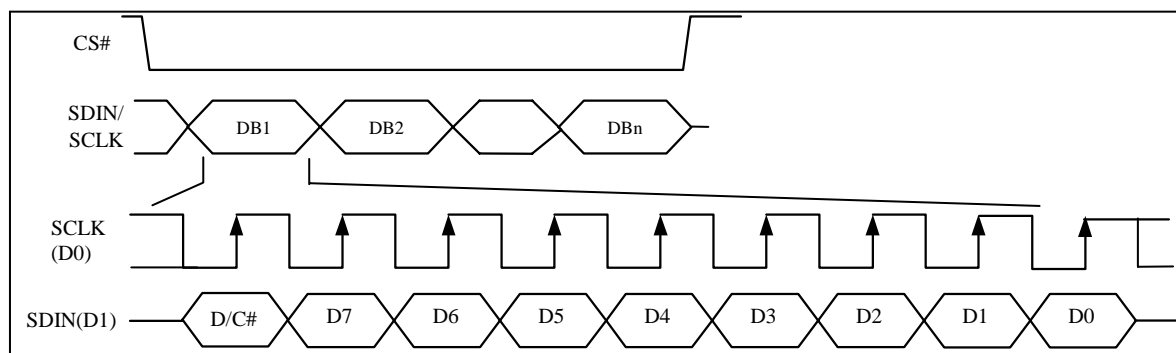 CS#
SDIN/
SCLK
DB1 DB2 DBn
SCLK
(D0)
SDIN(D1) D/C# D7 D6 D5 D4 D3 D2 D1 D0